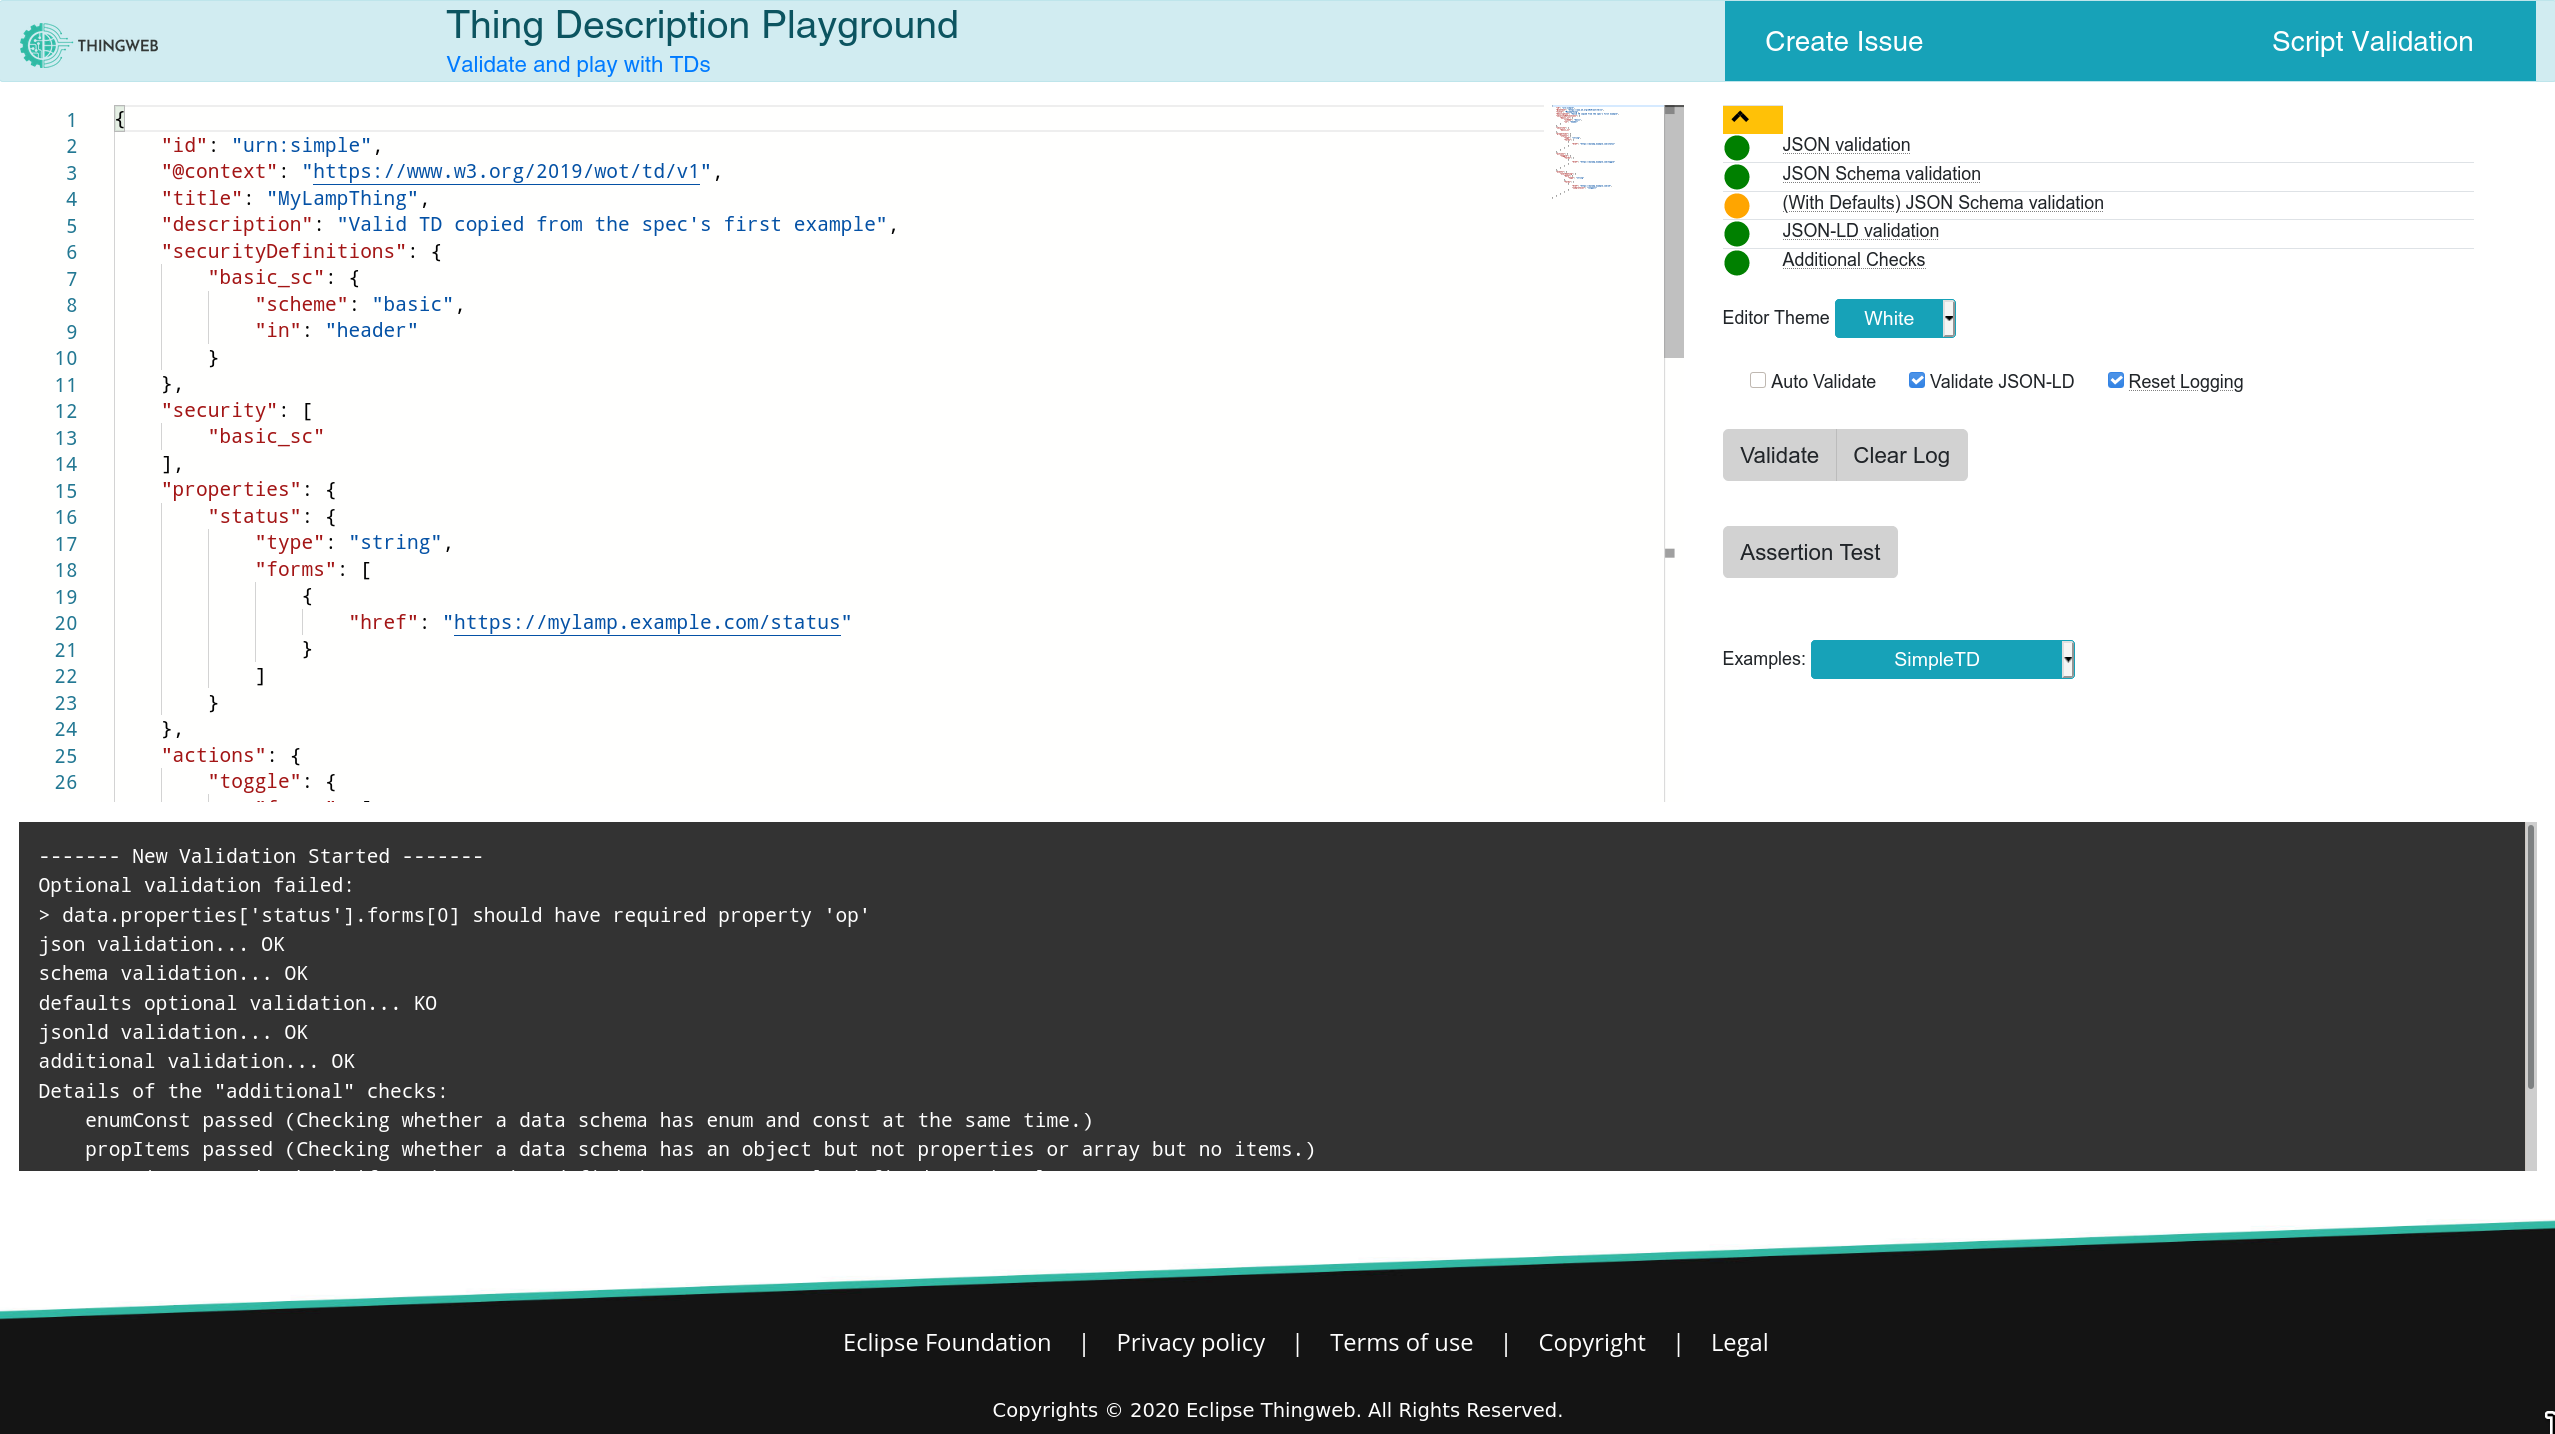 THINGWEB
Thing Description Playground
Validate and play with TDs
Create Issue
Script Validation
1 {
2 "id": "urn:simple",
3 "@context": "https://www.w3.org/2019/wot/td/v1",
4 "title": "MyLampThing",
5 "description": "Valid TD copied from the spec's first example",
6 "securityDefinitions": {
7 "basic_sc": {
8 "scheme": "basic",
9 "in": "header"
10 }
11 },
12 "security": [
13 "basic_sc"
14 ],
15 "properties": {
16 "status": {
17 "type": "string",
18 "forms": [
19 {
20 "href": "https://mylamp.example.com/status"
21 }
22 ]
23 }
24 },
25 "actions": {
26 "toggle": {
JSON validation
JSON Schema validation
(With Defaults) JSON Schema validation
JSON-LD validation
Additional Checks
Editor Theme White
Auto Validate Validate JSON-LD Reset Logging
Validate Clear Log
Assertion Test
Examples: SimpleTD
------- New Validation Started -------
Optional validation failed:
> data.properties['status'].forms[0] should have required property 'op'
json validation... OK
schema validation... OK
defaults optional validation... KO
jsonld validation... OK
additional validation... OK
Details of the "additional" checks:
enumConst passed (Checking whether a data schema has enum and const at the same time.)
propItems passed (Checking whether a data schema has an object but not properties or array but no items.)
Eclipse Foundation | Privacy policy | Terms of use | Copyright | Legal
Copyrights © 2020 Eclipse Thingweb. All Rights Reserved.